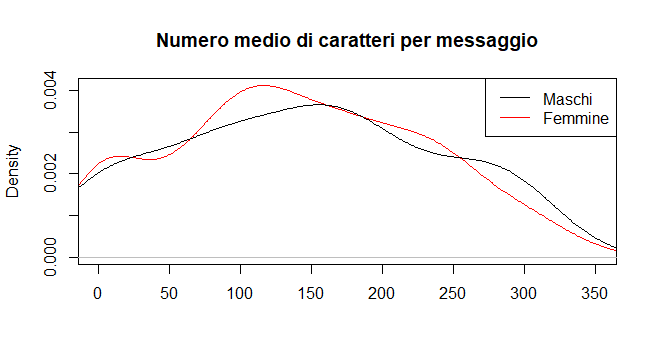 Numero medio di caratteri per messaggio
Maschi
Femmine
Density
0.004
0.002
0.000
0 50 100 150 200 250 300 350